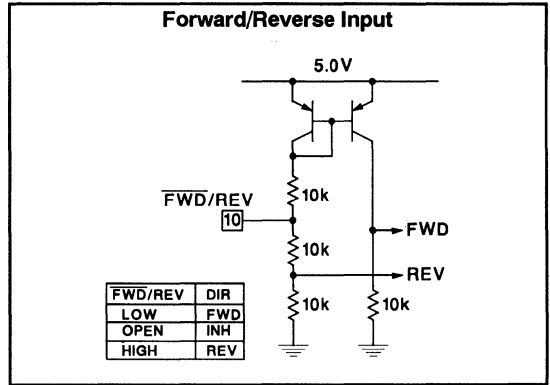 Forward/Reverse Input
5.0V
10k
FWD/REV
10
10k
FWD
REV
10k
10k
FWD/REV DIR
LOW FWD
OPEN INH
HIGH REV